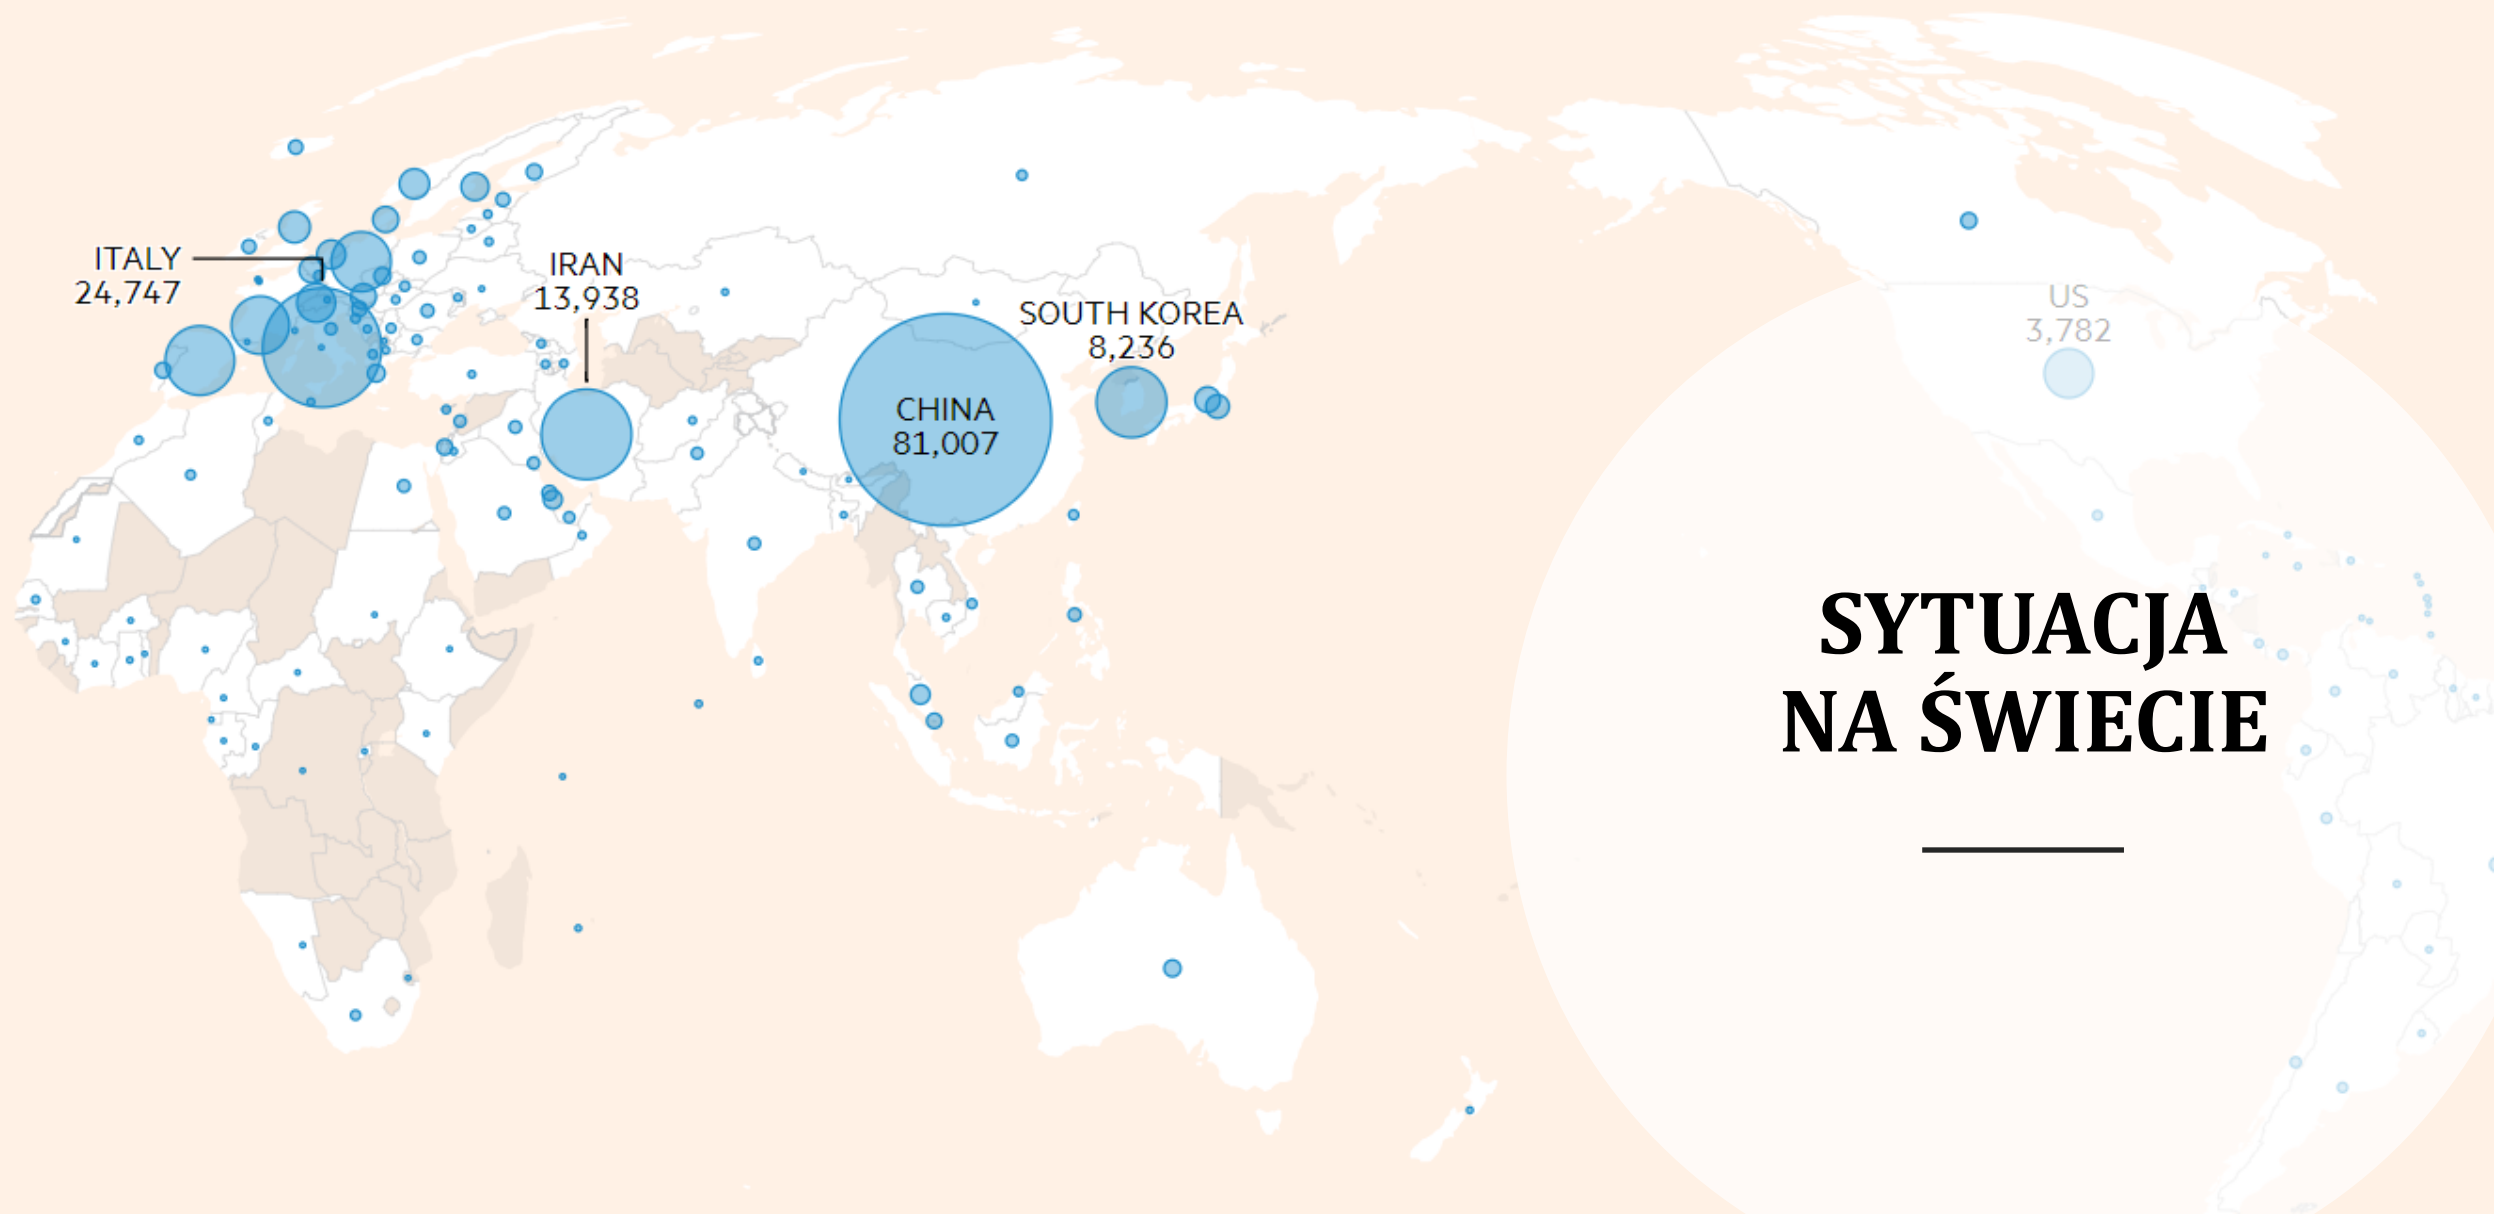 ITALY
24,747
IRAN
13,938
SOUTH KOREA
8,236
CHINA
81,007
US
3,782
SYTUACJA
NA ŚWIECIE